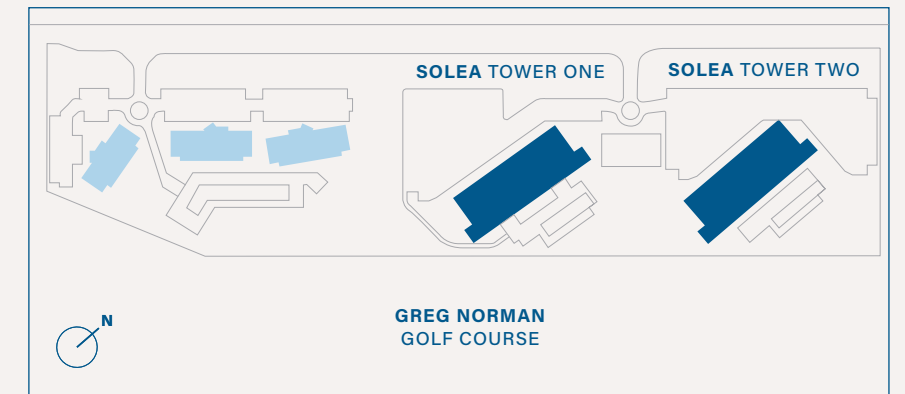 SOLEA TOWER ONE
SOLEA TOWER TWO
GREG NORMAN
GOLF COURSE
N